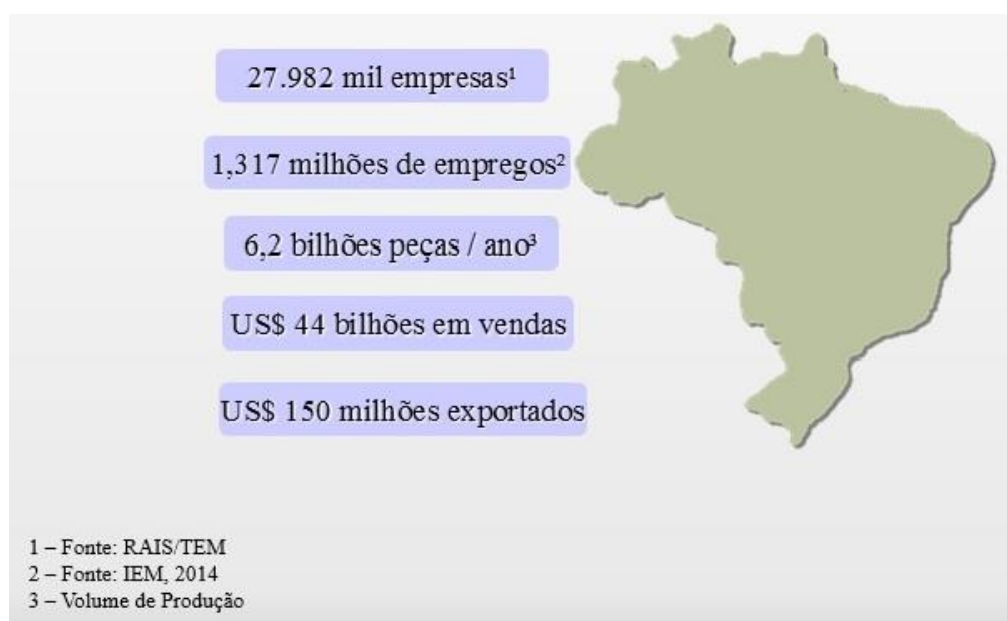 27.982 mil empresas¹
1,317 milhões de empregos²
6,2 bilhões peças / ano³
US$ 44 bilhões em vendas
US$ 150 milhões exportados
1 – Fonte: RAIS/TEM
2 – Fonte: IEM, 2014
3 – Volume de Produção